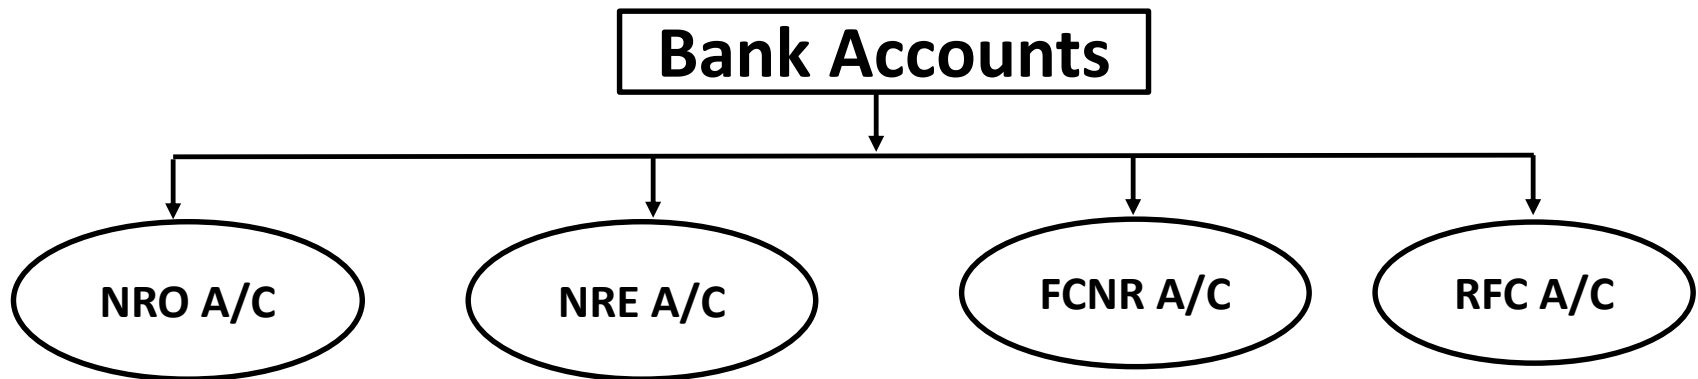 Bank Accounts
NRO A/C
NRE A/C
FCNR A/C
RFC A/C